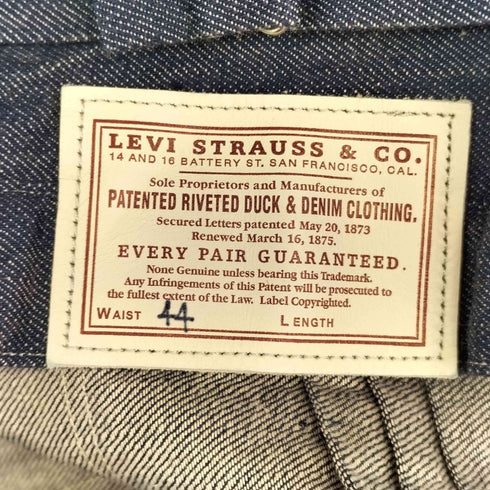 LEVI STRAUSS & CO.
14 AND 16 BATTERY ST. SAN FRANCISCO, CAL.
Sole Proprietors and Manufacturers of
PATENTED RIVETED DUCK & DENIM CLOTHING.
Secured Letters patented May 20, 1873
Renewed March 16, 1875.
EVERY PAIR GUARANTEED.
None Genuine unless bearing this Trademark.
Any Infringements of this Patent will be prosecuted to
the fullest extent of the Law. Label Copyrighted.
WAIST 44 LENGTH